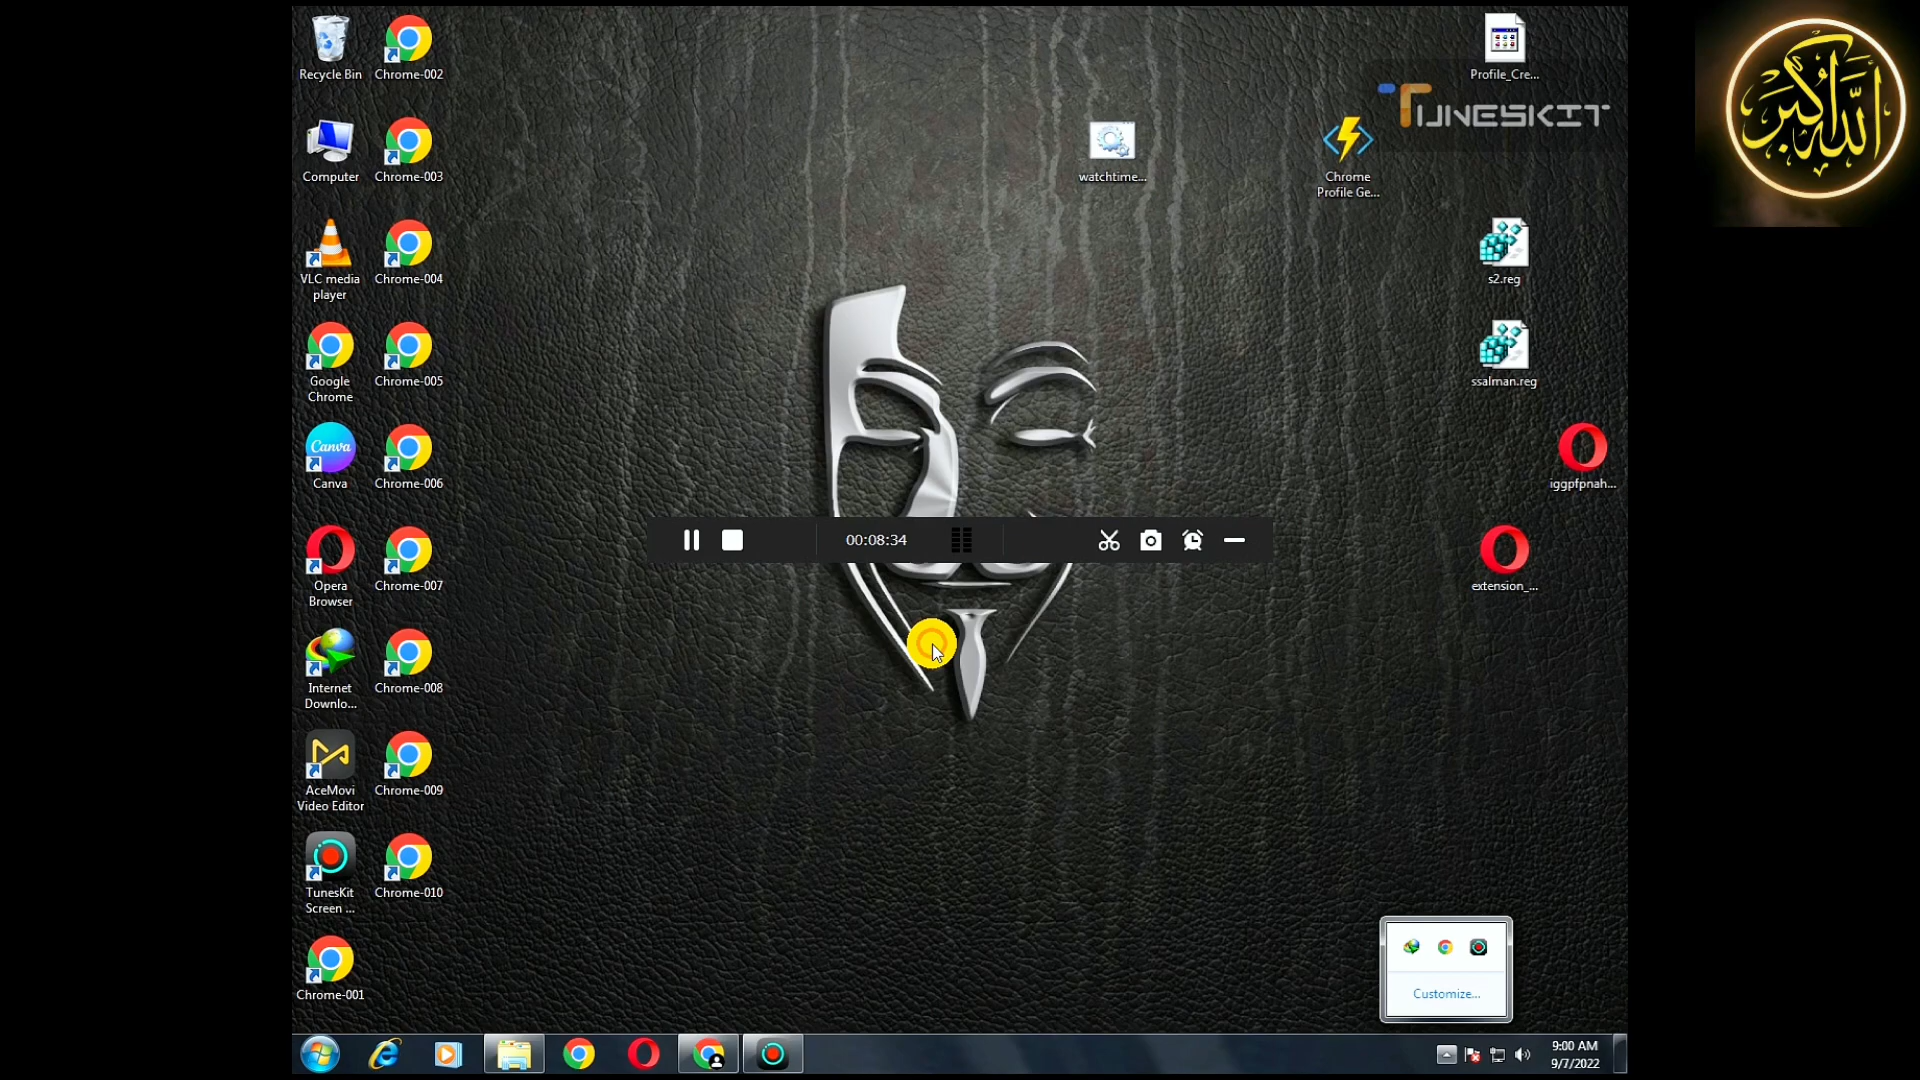 Recycle Bin
Chrome-002
Profile_Cre...
TUNESKIT
الله أكبر
Computer
Chrome-003
watchtime...
Chrome
Profile Ge...
VLC media
player
Chrome-004
s2.reg
Google
Chrome
Chrome-005
ssalman.reg
Canva
Canva
Chrome-006
iggpfpnah...
Opera
Browser
Chrome-007
00:08:34
extension_...
Internet
Downlo...
Chrome-008
AceMovi
Video Editor
Chrome-009
TunesKit
Screen ...
Chrome-010
Chrome-001
Customize...
9:00 AM
9/7/2022